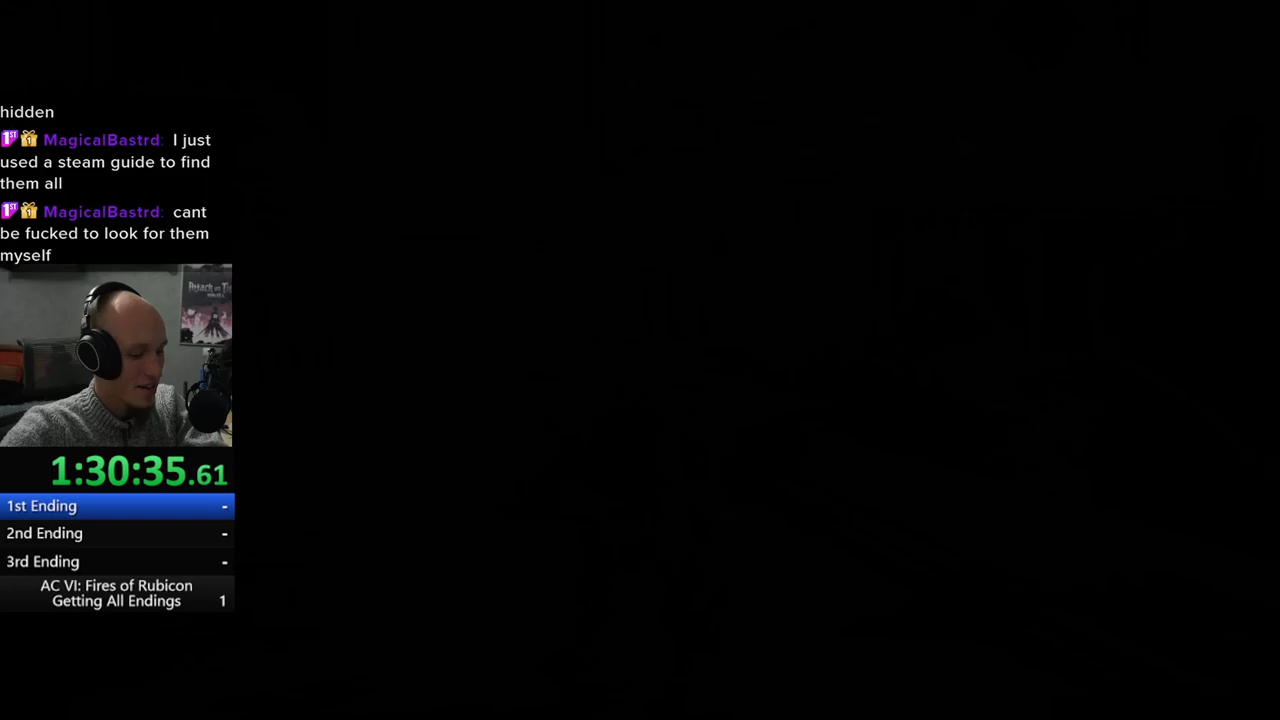 hidden
MagicalBastrd: I just
used a steam guide to find
them all
MagicalBastrd: cant
be fucked to look for them
myself
Attack on Ti
1:30:35.61
1st Ending -
2nd Ending -
3rd Ending -
AC VI: Fires of Rubicon
Getting All Endings 1